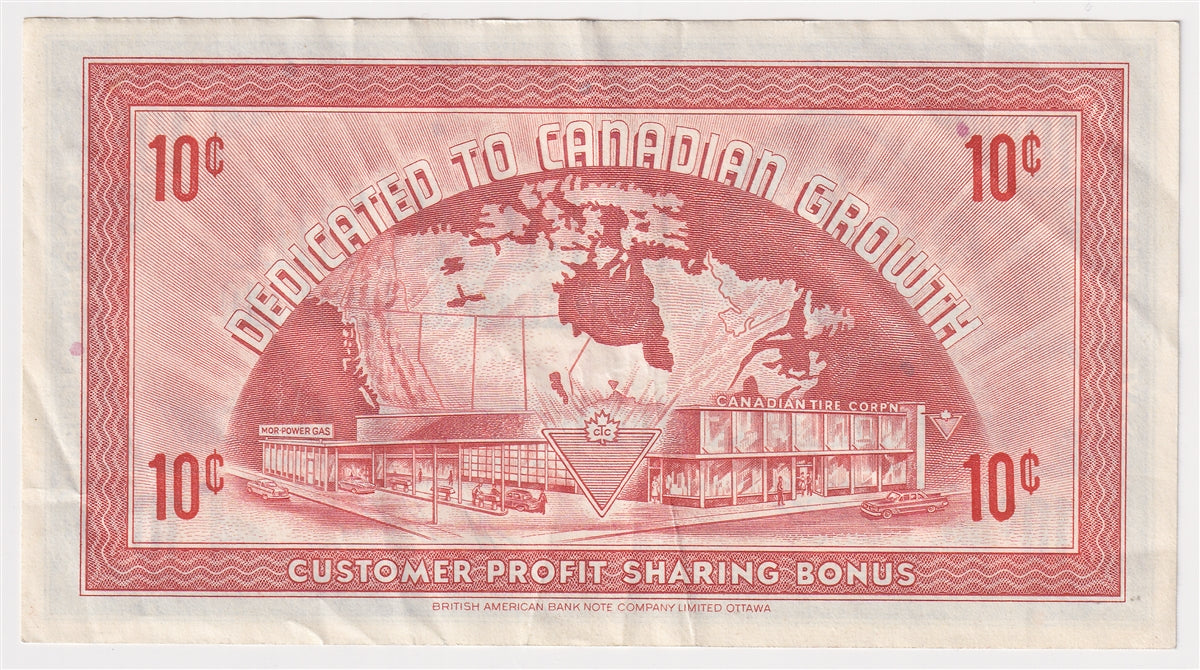 10¢ 10¢
DEDICATED TO CANADIAN GROWTH
MOR-POWER GAS
CTC
CANADIAN TIRE CORP'N
10¢ 10¢
CUSTOMER PROFIT SHARING BONUS
BRITISH AMERICAN BANK NOTE COMPANY LIMITED OTTAWA